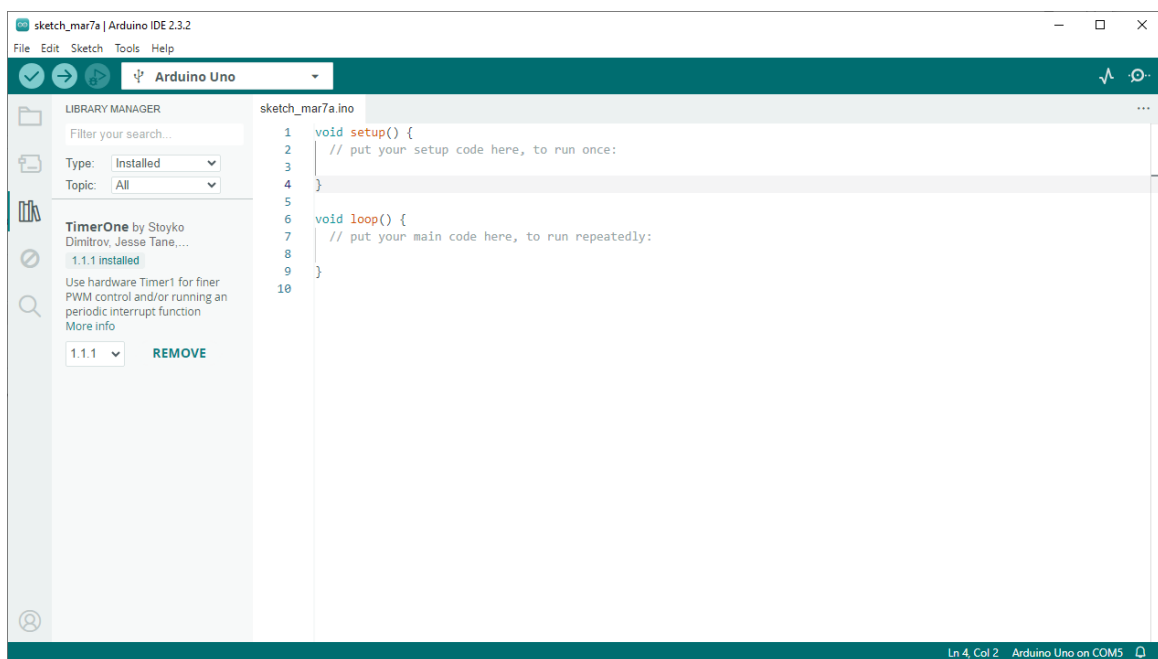 sketch_mar7a | Arduino IDE 2.3.2
File Edit Sketch Tools Help
Arduino Uno
LIBRARY MANAGER
Filter your search...
Type: Installed
Topic: All
TimerOne by Stoyko
Dimitrov, Jesse Tane,...
1.1.1 installed
Use hardware Timer1 for finer
PWM control and/or running an
periodic interrupt function
More info
1.1.1 REMOVE
sketch_mar7a.ino
1 void setup() {
2 // put your setup code here, to run once:
3
4 }
5
6 void loop() {
7 // put your main code here, to run repeatedly:
8
9 }
10
Ln 4, Col 2 Arduino Uno on COM5